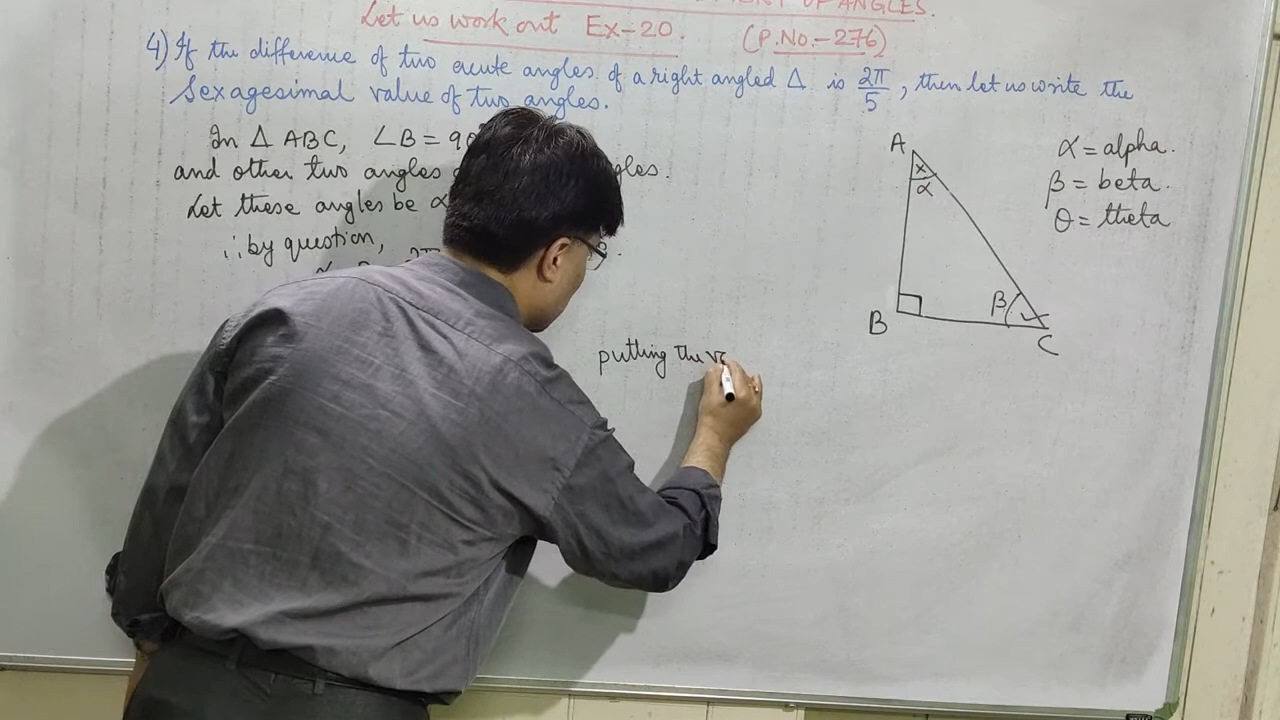 OF ANGLES.
Let us work out Ex-20. (P.No.-276)
4) If the difference of two acute angles of a right angled Δ is 2π/5, then let us write the
Sexagesimal value of two angles.
In Δ ABC, ∠B = 90
and other two angles
Let these angles be α
∴ by question,
putting the v
A
x
α
B
β
C
α = alpha.
β = beta.
θ = theta